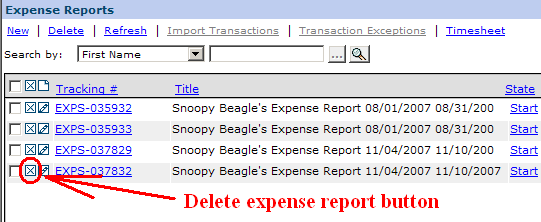 Expense Reports
New | Delete | Refresh | Import Transactions | Transaction Exceptions | Timesheet
Search by: First Name ...
Tracking # Title State
EXPS-035932 Snoopy Beagle's Expense Report 08/01/2007 08/31/200 Start
EXPS-035933 Snoopy Beagle's Expense Report 08/01/2007 08/31/200 Start
EXPS-037829 Snoopy Beagle's Expense Report 11/04/2007 11/10/200 Start
EXPS-037832 Snoopy Beagle's Expense Report 11/04/2007 11/10/2007 Start
Delete expense report button